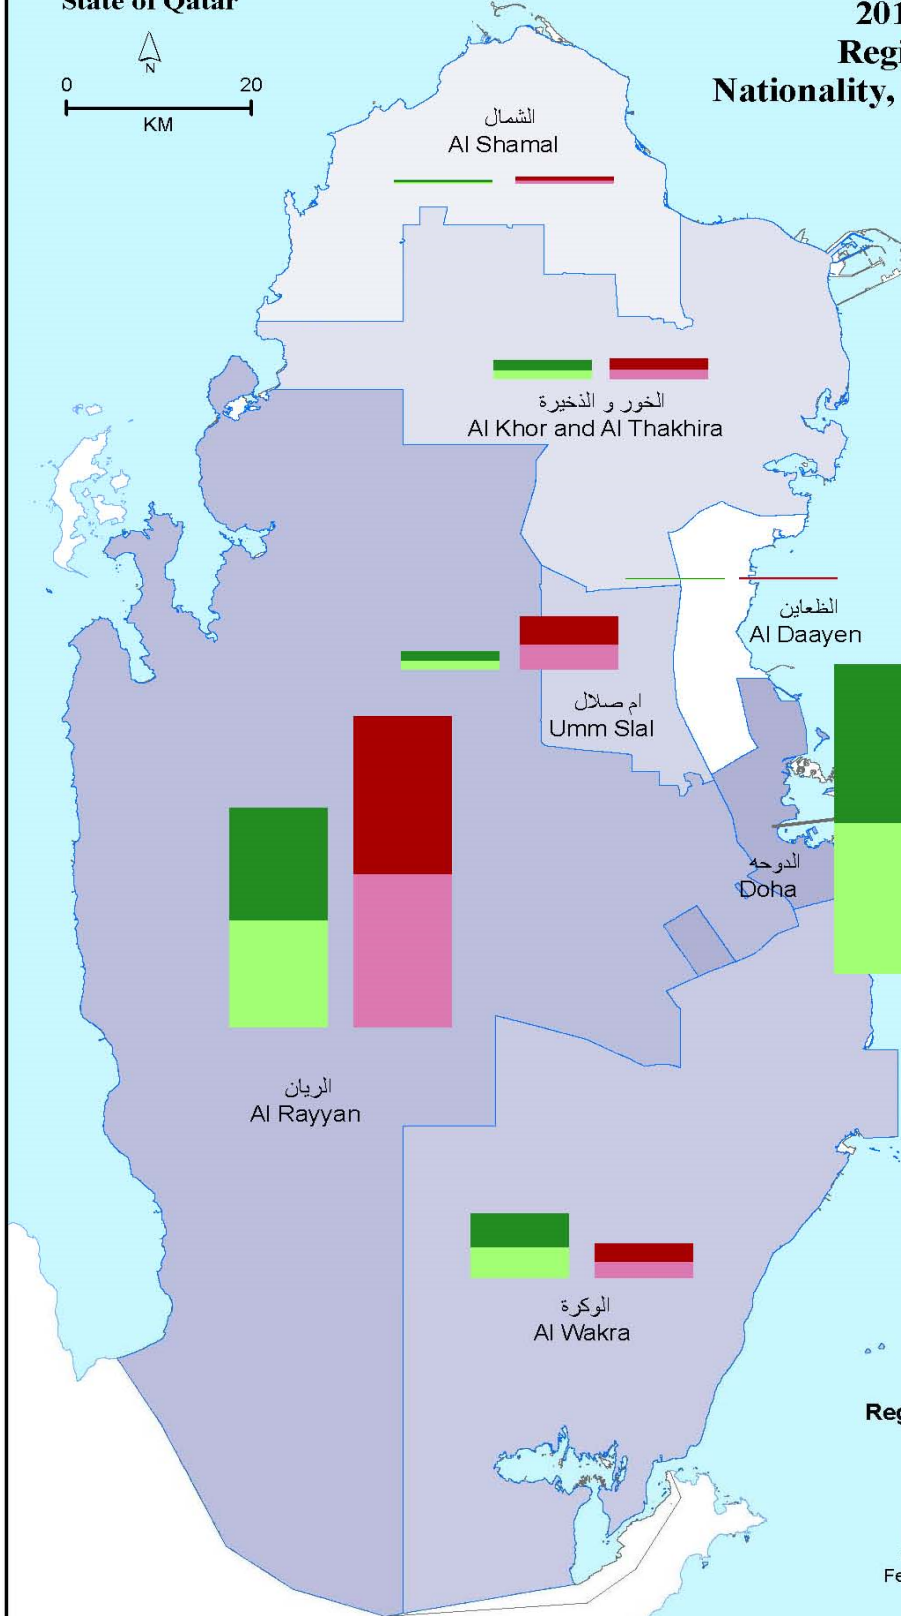 State of Qatar
N
0 20
KM
201
Regi
Nationality,
الشمال
Al Shamal
الخور و الذخيرة
Al Khor and Al Thakhira
الظعاين
Al Daayen
ام صلال
Umm Slal
الدوحه
Doha
الريان
Al Rayyan
الوكرة
Al Wakra
Reg
Fe